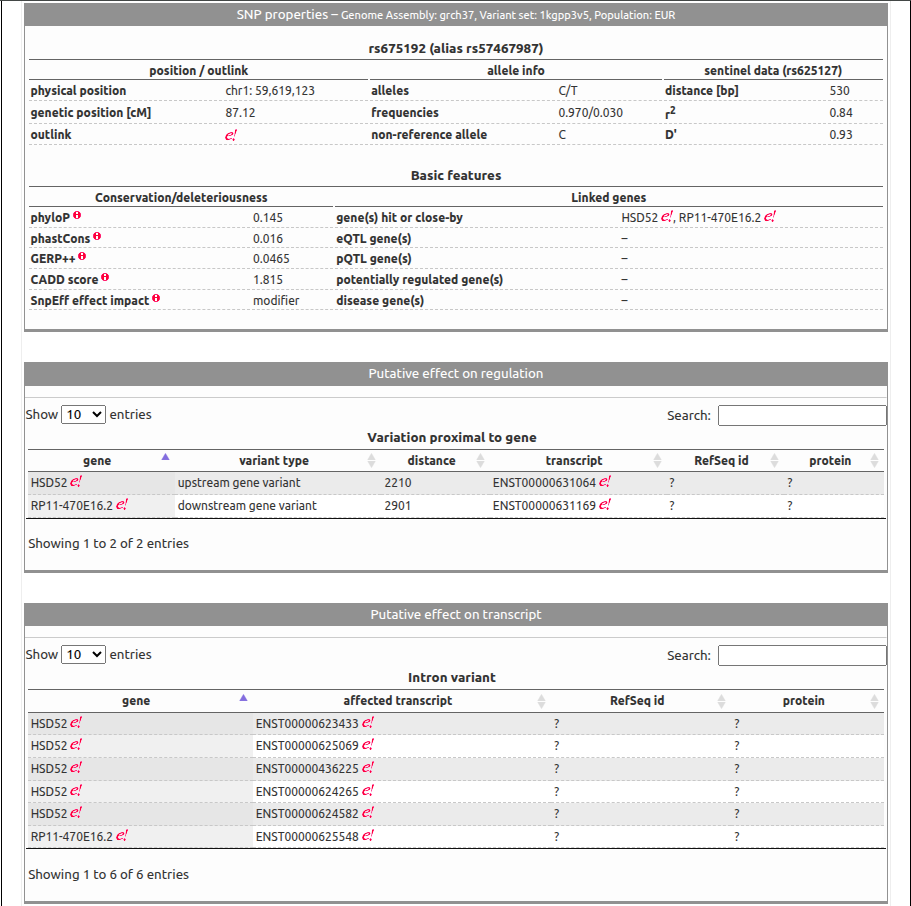 SNP properties – Genome Assembly: grch37, Variant set: 1kgpp3v5, Population: EUR
rs675192 (alias rs57467987)
position / outlink allele info sentinel data (rs625127)
physical position chr1: 59,619,123 alleles C/T distance [bp] 530
genetic position [cM] 87.12 frequencies 0.970/0.030 r² 0.84
outlink e! non-reference allele C D' 0.93
Basic features
Conservation/deleteriousness Linked genes
phyloP 0.145 gene(s) hit or close-by HSD52 e!, RP11-470E16.2 e!
phastCons 0.016 eQTL gene(s) –
GERP++ 0.0465 pQTL gene(s) –
CADD score 1.815 potentially regulated gene(s) –
SnpEff effect impact modifier disease gene(s) –
Putative effect on regulation
Show 10 entries Search:
Variation proximal to gene
gene variant type distance transcript RefSeq id protein
HSD52 e! upstream gene variant 2210 ENST00000631064 e! ? ?
RP11-470E16.2 e! downstream gene variant 2901 ENST00000631169 e! ? ?
Showing 1 to 2 of 2 entries
Putative effect on transcript
Show 10 entries Search:
Intron variant
gene affected transcript RefSeq id protein
HSD52 e! ENST00000623433 e! ? ?
HSD52 e! ENST00000625069 e! ? ?
HSD52 e! ENST00000436225 e! ? ?
HSD52 e! ENST00000624265 e! ? ?
HSD52 e! ENST00000624582 e! ? ?
RP11-470E16.2 e! ENST00000625548 e! ? ?
Showing 1 to 6 of 6 entries